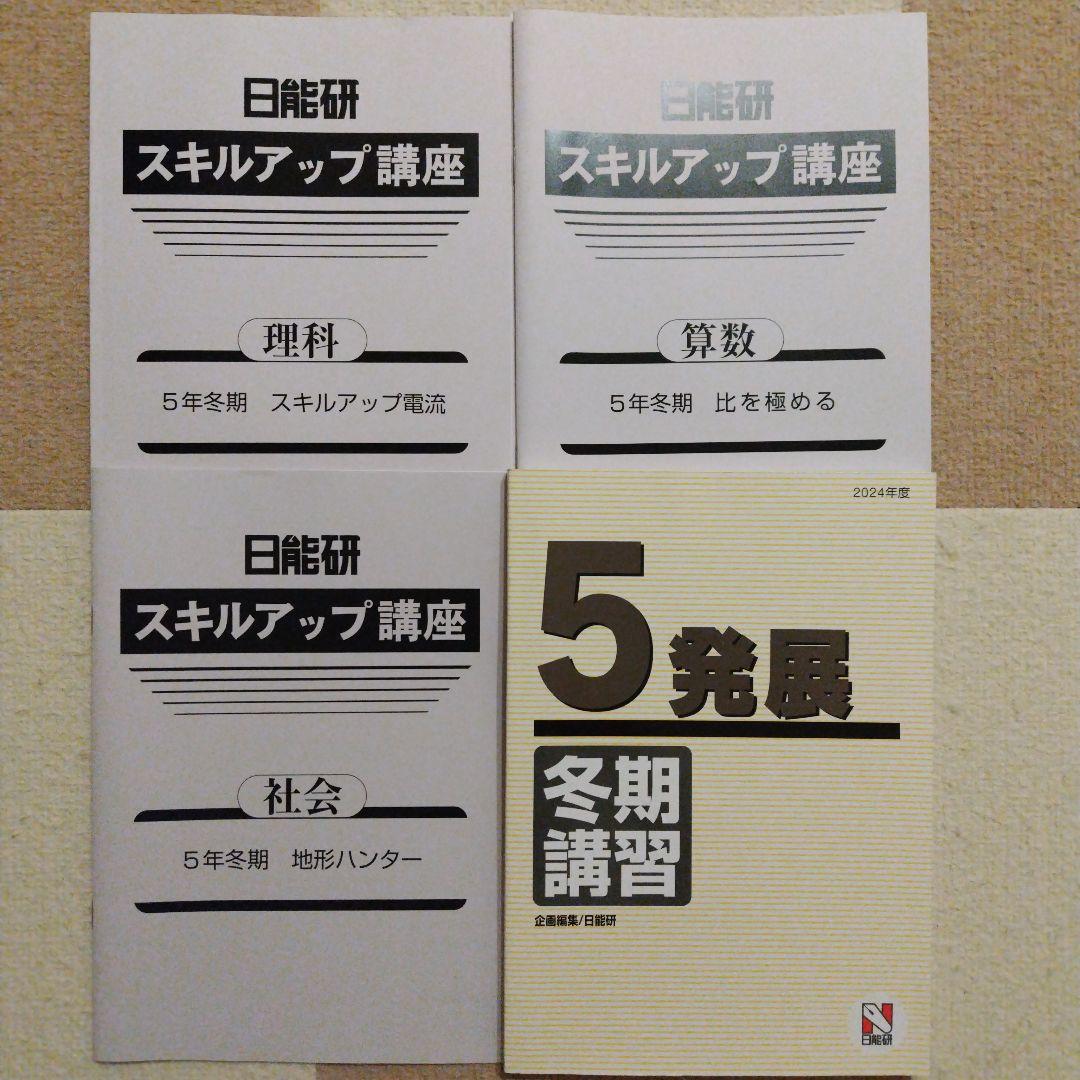 日能研
スキルアップ講座
理科
5年冬期 スキルアップ電流
日能研
スキルアップ講座
算数
5年冬期 比を極める
日能研
スキルアップ講座
社会
5年冬期 地形ハンター
2024年度
5発展
冬期
講習
企画編集/日能研
N
日能研